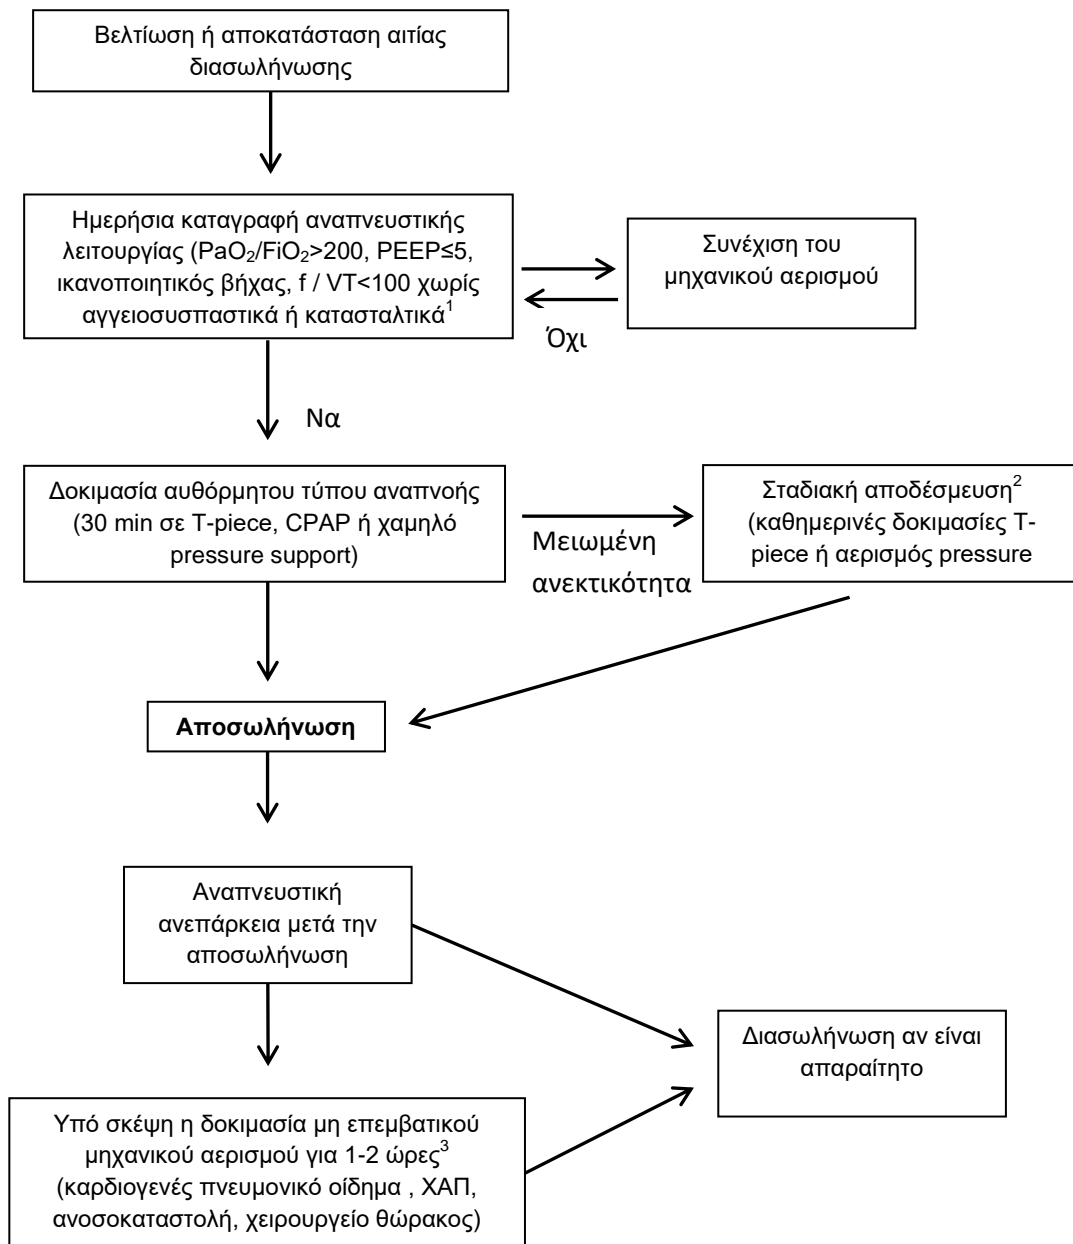 Βελτίωση ή αποκατάσταση αιτίας
διασωλήνωσης
Ημερήσια καταγραφή αναπνευστικής
λειτουργίας (PaO₂/FiO₂>200, PEEP≤5,
ικανοποιητικός βήχας, f / VT<100 χωρίς
αγγειοσυσπαστικά ή κατασταλτικά¹
Συνέχιση του
μηχανικού αερισμού
Όχι
Να
Δοκιμασία αυθόρμητου τύπου αναπνοής
(30 min σε T-piece, CPAP ή χαμηλό
pressure support)
Μειωμένη
ανεκτικότητα
Σταδιακή αποδέσμευση²
(καθημερινές δοκιμασίες T-
piece ή αερισμός pressure
Αποσωλήνωση
Αναπνευστική
ανεπάρκεια μετά την
αποσωλήνωση
Διασωλήνωση αν είναι
απαραίτητο
Υπό σκέψη η δοκιμασία μη επεμβατικού
μηχανικού αερισμού για 1-2 ώρες³
(καρδιογενές πνευμονικό οίδημα , ΧΑΠ,
ανοσοκαταστολή, χειρουργείο θώρακος)